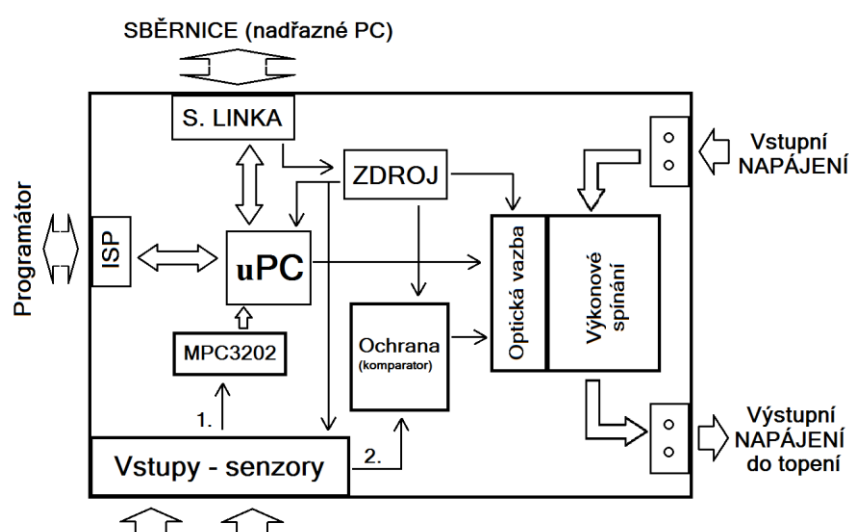 SBĚRNICE (nadřazné PC)
S. LINKA
Vstupní
NAPÁJENÍ
ZDROJ
Programátor
ISP
uPC
Optická vazba
Výkonové
spínání
MPC3202
Ochrana
(komparator)
1.
2.
Vstupy - senzory
Výstupní
NAPÁJENÍ
do topení